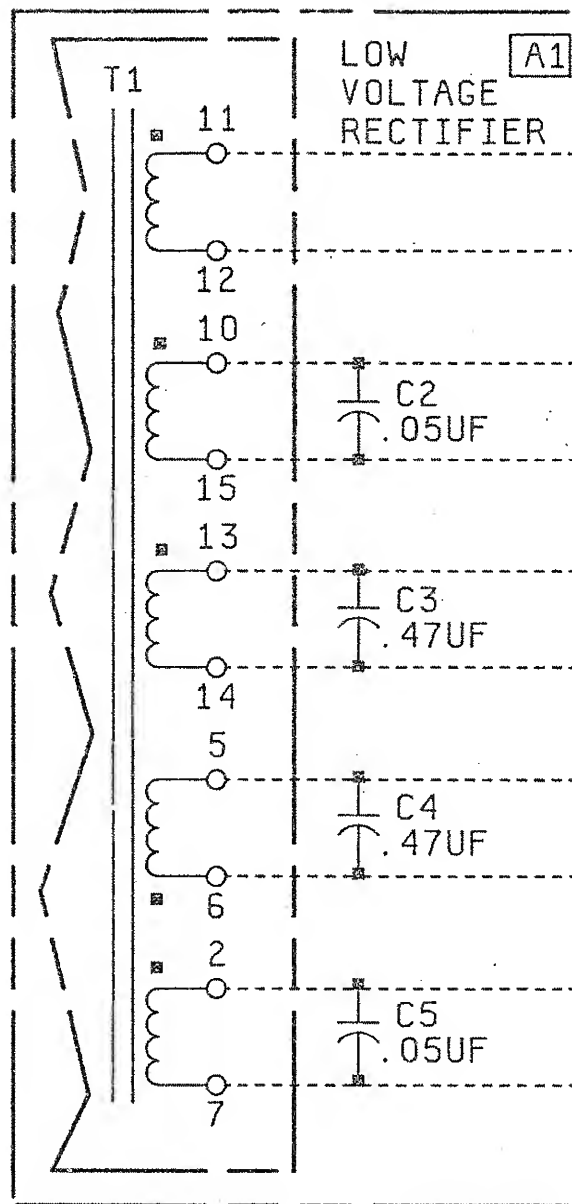 LOW
VOLTAGE
RECTIFIER
A1
T1
11
12
10
C2
.05UF
15
13
C3
.47UF
14
5
C4
.47UF
6
2
C5
.05UF
7